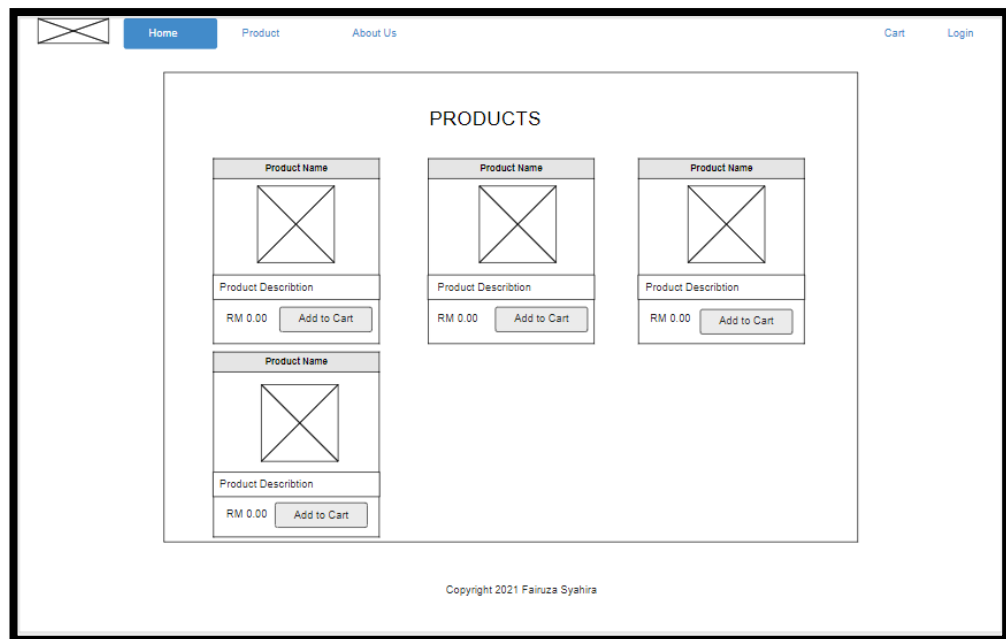 Home Product About Us Cart Login
PRODUCTS
Product Name Product Name Product Name
Product Describtion Product Describtion Product Describtion
RM 0.00 Add to Cart RM 0.00 Add to Cart RM 0.00 Add to Cart
Product Name
Product Describtion
RM 0.00 Add to Cart
Copyright 2021 Fairuza Syahira